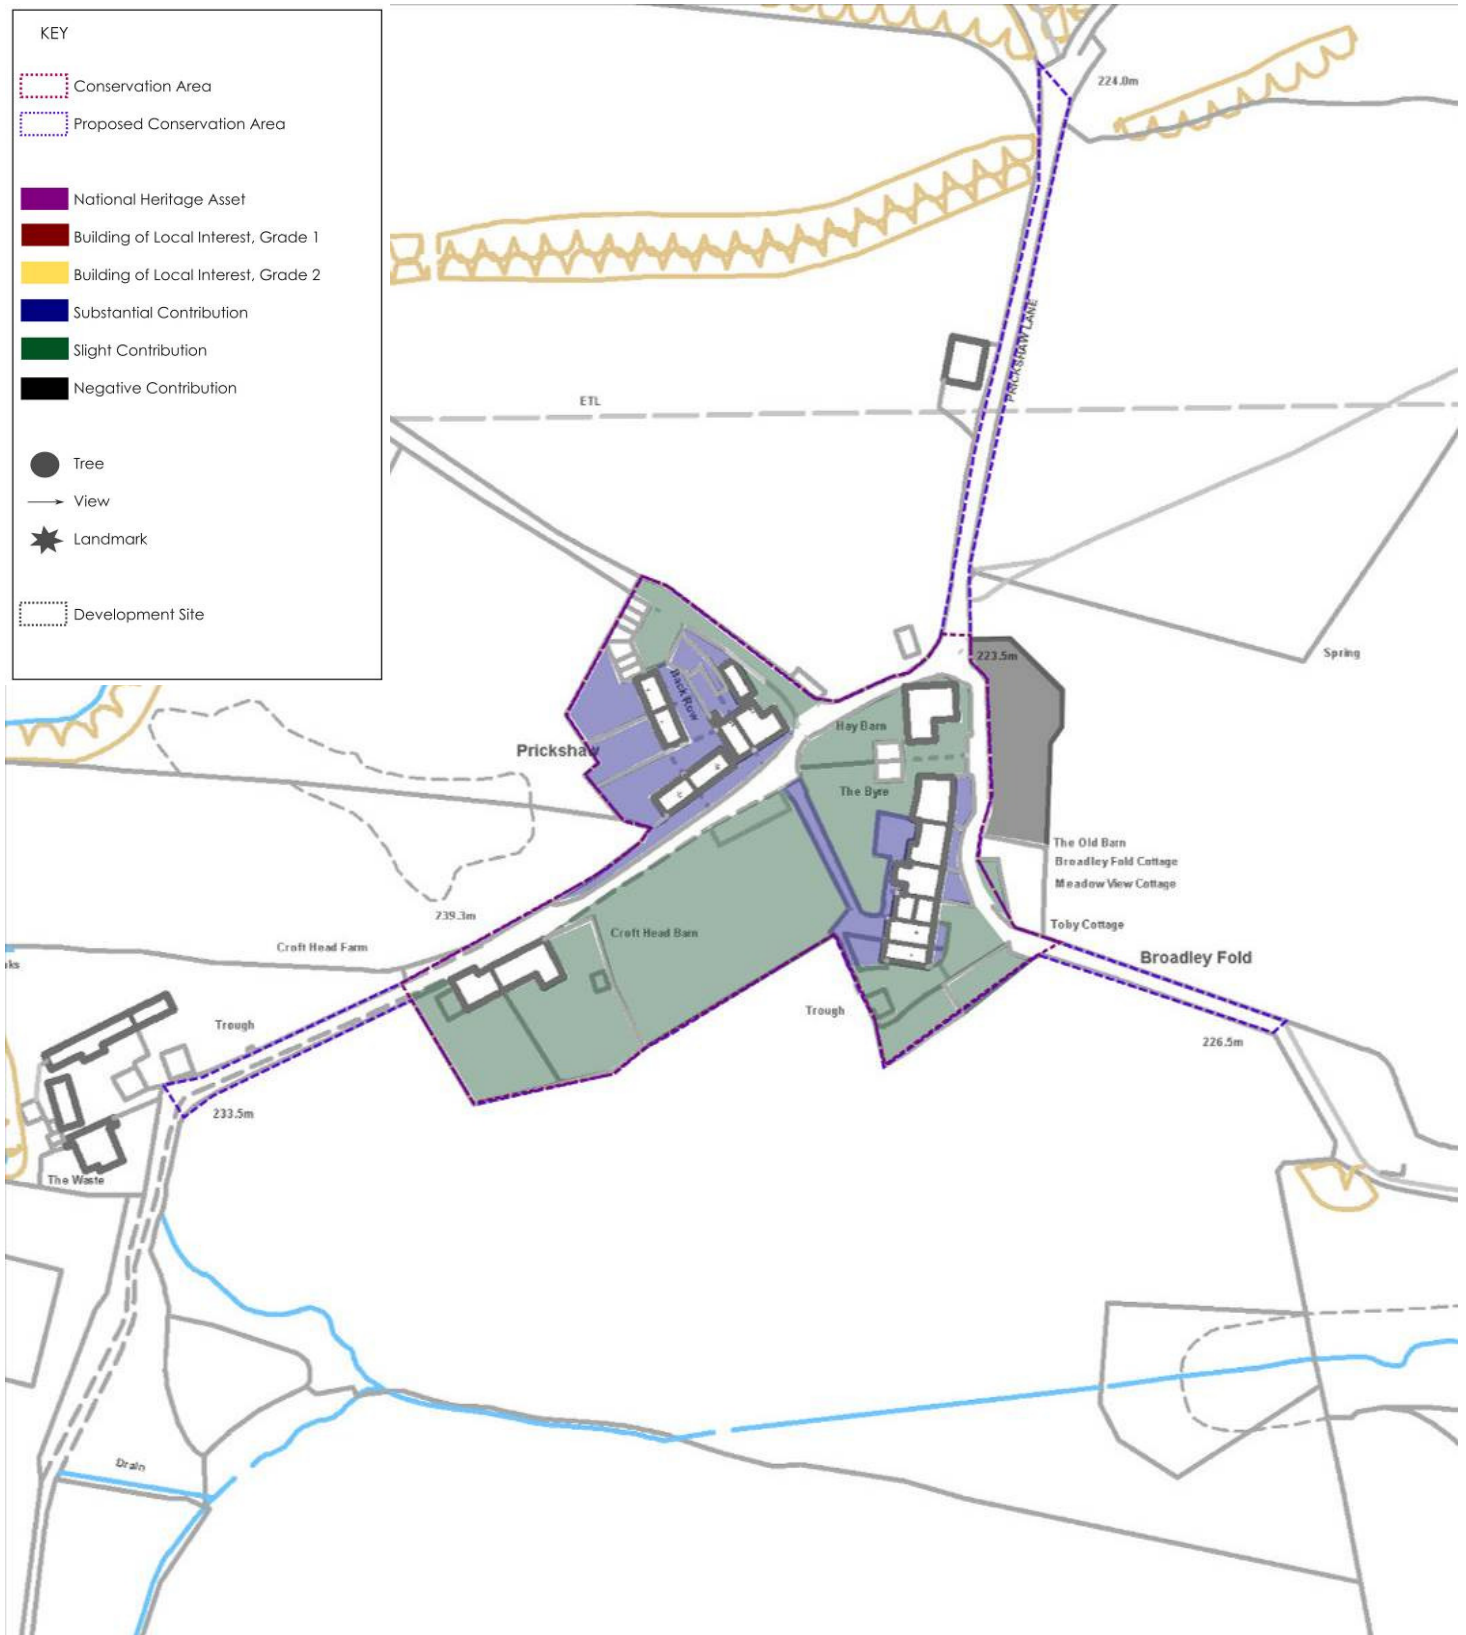 KEY
Conservation Area
Proposed Conservation Area
National Heritage Asset
Building of Local Interest, Grade 1
Building of Local Interest, Grade 2
Substantial Contribution
Slight Contribution
Negative Contribution
Tree
View
Landmark
Development Site
224.0m
PRICKSHAW LANE
ETL
223.5m
Spring
Back Row
Hay Barn
Prickshaw
The Byre
The Old Barn
Broadley Fold Cottage
Meadow View Cottage
239.3m
Toby Cottage
Croft Head Barn
Croft Head Farm
Broadley Fold
ks
Trough
Trough
226.5m
233.5m
The Waste
Drain